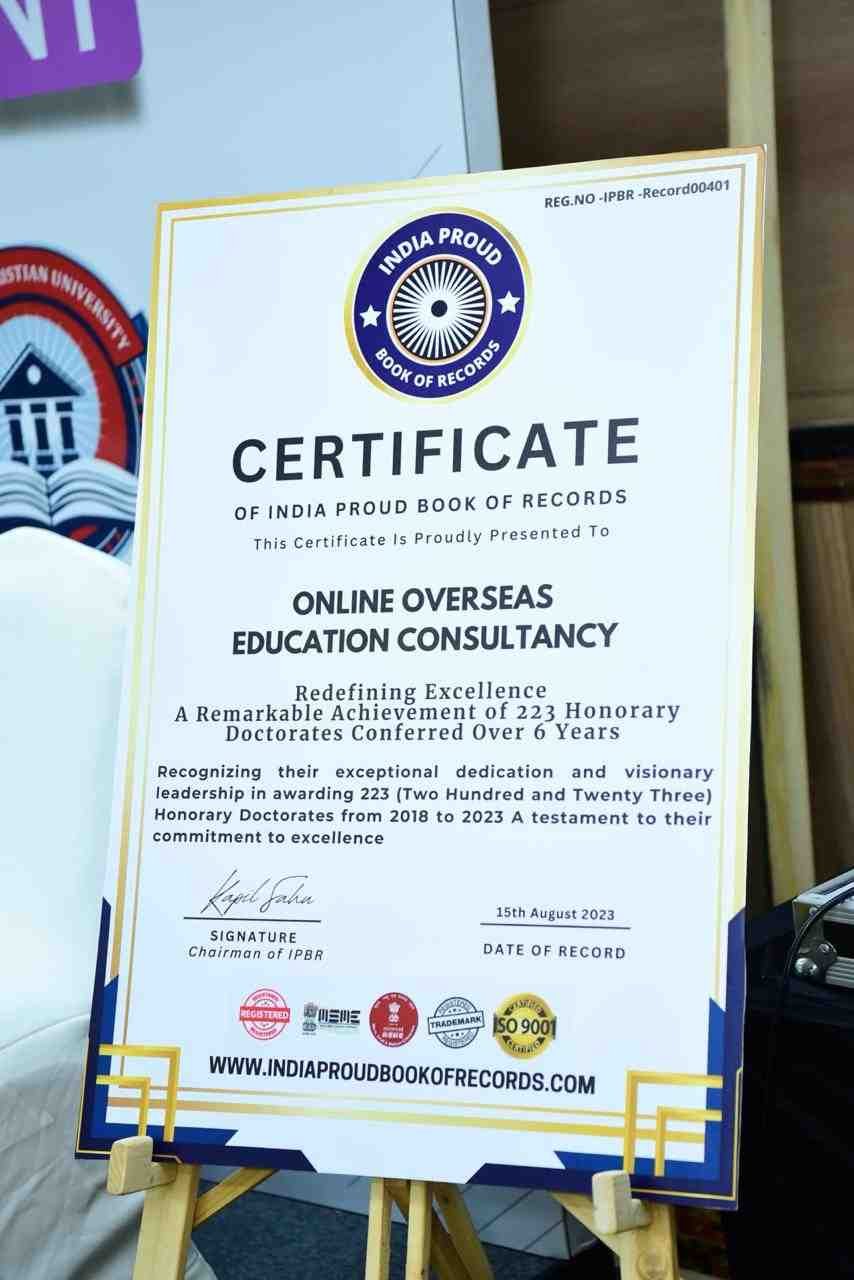 NT
REG.NO -IPBR -Record00401
INDIA PROUD
BOOK OF RECORDS
STIAN UNIVERSITY
CERTIFICATE
OF INDIA PROUD BOOK OF RECORDS
This Certificate Is Proudly Presented To
ONLINE OVERSEAS
EDUCATION CONSULTANCY
Redefining Excellence
A Remarkable Achievement of 223 Honorary
Doctorates Conferred Over 6 Years
Recognizing their exceptional dedication and visionary
leadership in awarding 223 (Two Hundred and Twenty Three)
Honorary Doctorates from 2018 to 2023 A testament to their
commitment to excellence
Kapil Sahu
SIGNATURE
Chairman of IPBR
15th August 2023
DATE OF RECORD
REGISTERED
MSME
TRADEMARK
CERTIFIED
ISO 9001
CERTIFIED
WWW.INDIAPROUDBOOKOFRECORDS.COM